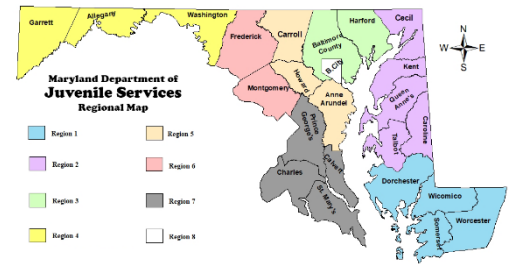 Garrett
Allegany
Washington
Frederick
Carroll
Baltimore
County
Harford
Cecil
B.City
Howard
Montgomery
Anne
Arundel
Kent
Queen
Anne's
Talbot
Caroline
Prince
George's
Calvert
Charles
St. Mary's
Dorchester
Wicomico
Somerset
Worcester
N
W
E
S
Maryland Department of
Juvenile Services
Regional Map
Region 1
Region 2
Region 3
Region 4
Region 5
Region 6
Region 7
Region 8